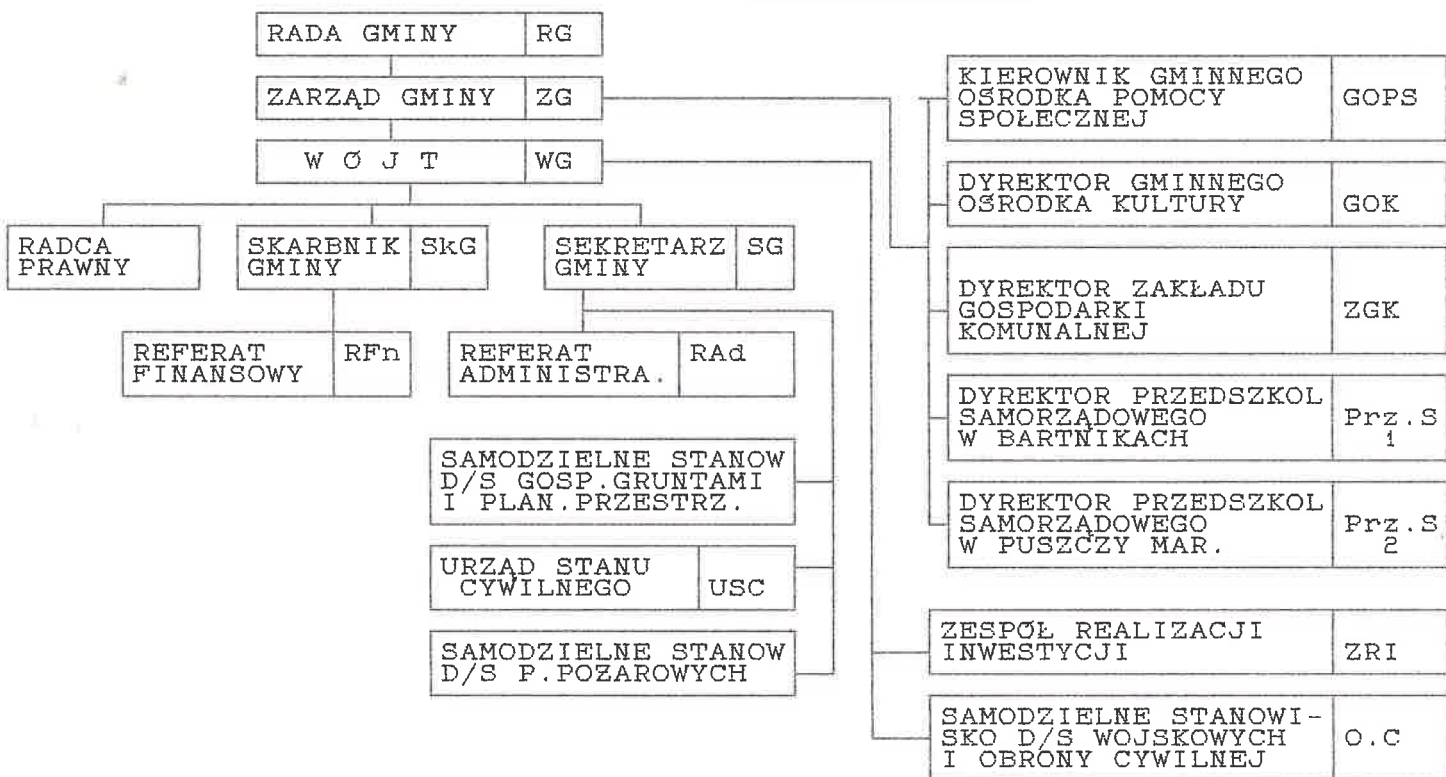 RADA GMINY RG
ZARZĄD GMINY ZG
W Ó J T WG
RADCA
PRAWNY
SKARBNIK SkG
GMINY
SEKRETARZ SG
GMINY
REFERAT RFn
FINANSOWY
REFERAT RAd
ADMINISTRA.
SAMODZIELNE STANOW
D/S GOSP.GRUNTAMI
I PLAN.PRZESTRZ.
URZĄD STANU
CYWILNEGO USC
SAMODZIELNE STANOW
D/S P.POZAROWYCH
KIEROWNIK GMINNEGO
OŚRODKA POMOCY GOPS
SPOŁECZNEJ
DYREKTOR GMINNEGO
OŚRODKA KULTURY GOK
DYREKTOR ZAKŁADU
GOSPODARKI ZGK
KOMUNALNEJ
DYREKTOR PRZEDSZKOL
SAMORZĄDOWEGO Prz.S
W BARTNIKACH 1
DYREKTOR PRZEDSZKOL
SAMORZĄDOWEGO Prz.S
W PUSZCZY MAR. 2
ZESPÓŁ REALIZACJI
INWESTYCJI ZRI
SAMODZIELNE STANOWI-
SKO D/S WOJSKOWYCH O.C
I OBRONY CYWILNEJ